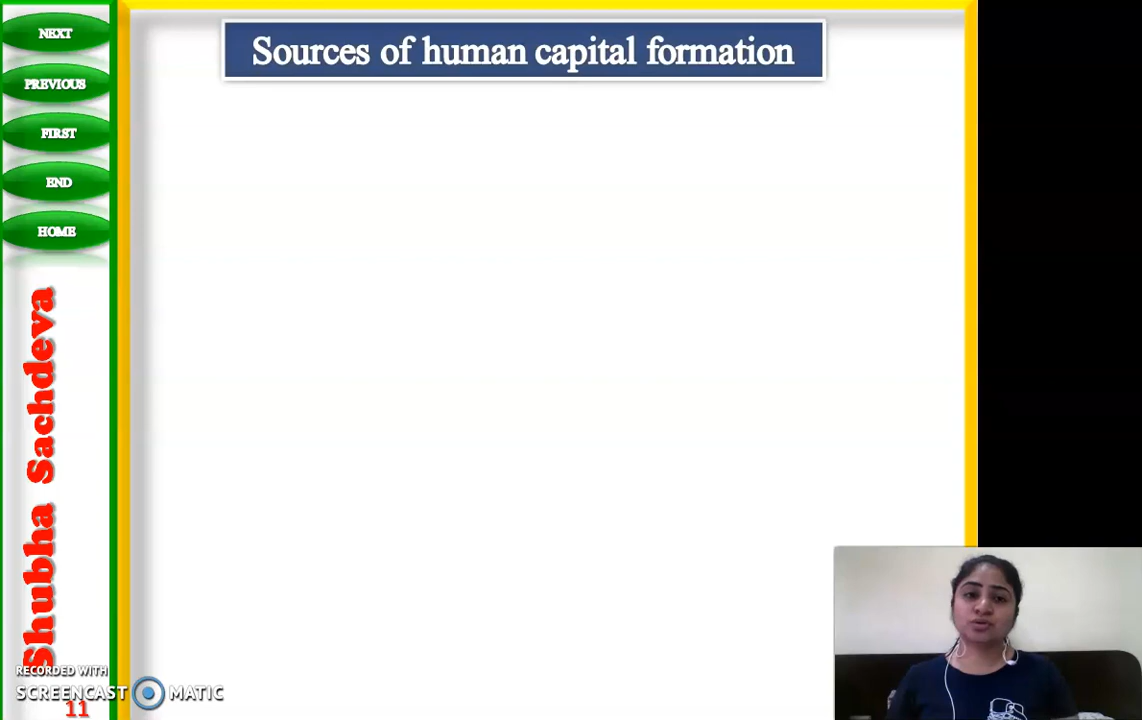 Sources of human capital formation
NEXT
PREVIOUS
FIRST
END
HOME
Shubha Sachdeva
RECORDED WITH
SCREENCAST MATIC
11